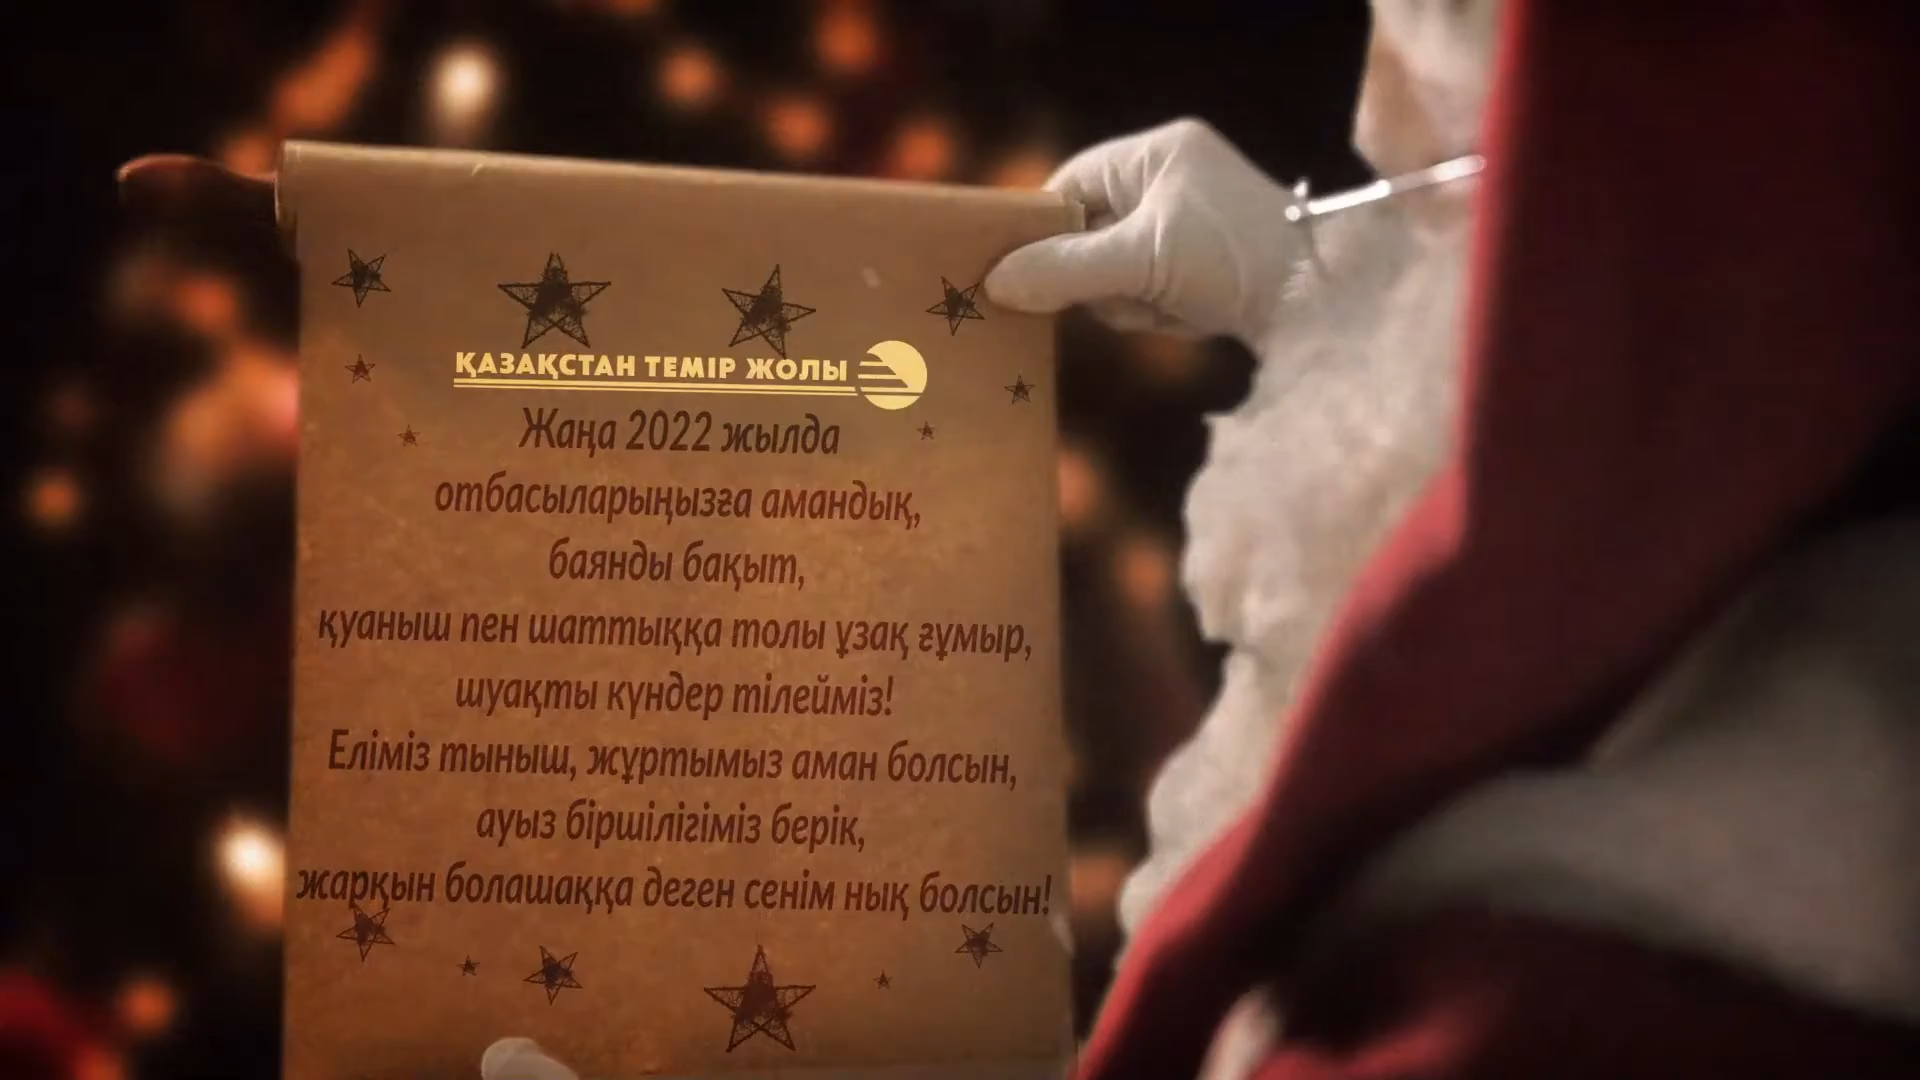 ҚАЗАҚСТАН ТЕМІР ЖОЛЫ
Жаңа 2022 жылда
отбасыларыңызға амандық,
баянды бақыт,
қуаныш пен шаттыққа толы ұзақ ғұмыр,
шуақты күндер тілейміз!
Еліміз тыныш, жұртымыз аман болсын,
ауыз біршілігіміз берік,
жарқын болашаққа деген сенім нық болсын!